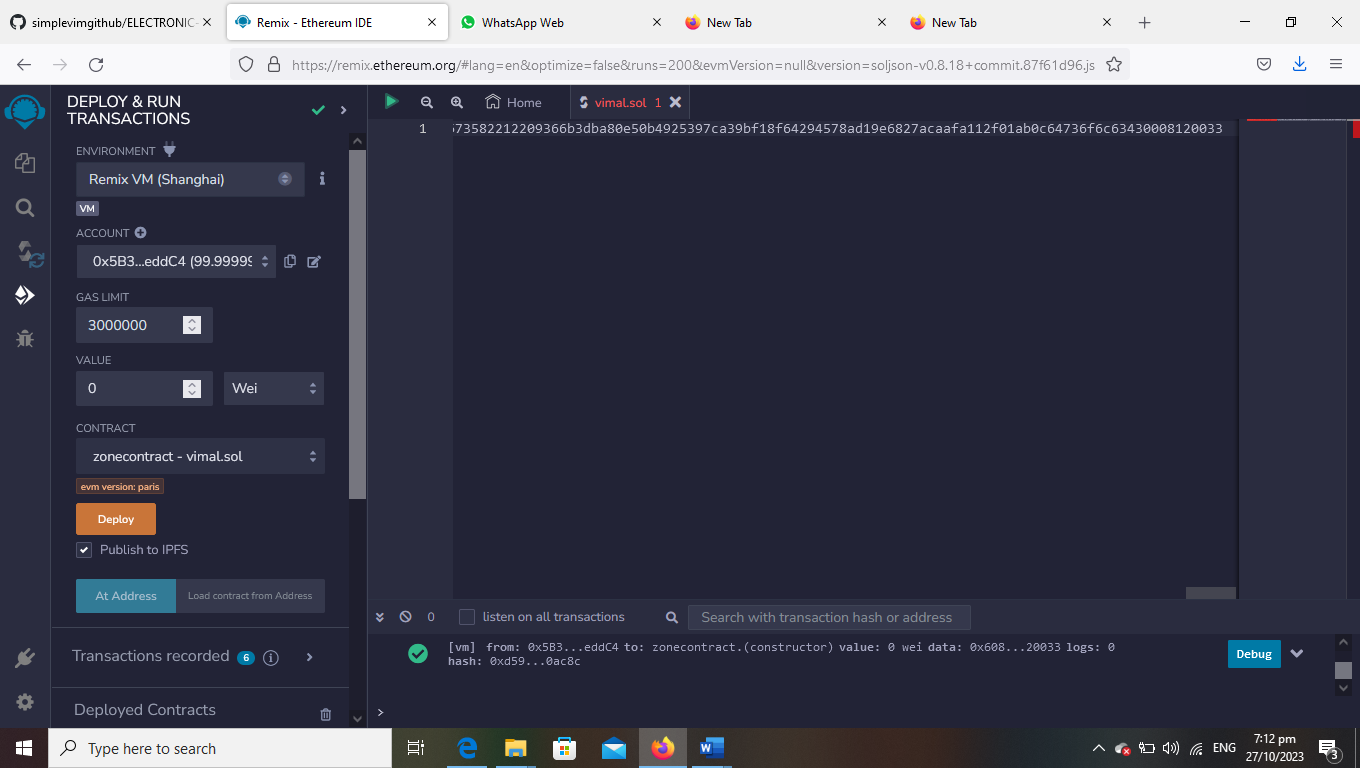 simplevimgithub/ELECTRONIC-
Remix - Ethereum IDE
WhatsApp Web
New Tab
New Tab
https://remix.ethereum.org/#lang=en&optimize=false&runs=200&evmVersion=null&version=soljson-v0.8.18+commit.87f61d96.js
DEPLOY & RUN
TRANSACTIONS
ENVIRONMENT
Remix VM (Shanghai)
VM
ACCOUNT
0x5B3...eddC4 (99.99999
GAS LIMIT
3000000
VALUE
0
Wei
CONTRACT
zonecontract - vimal.sol
evm version: paris
Deploy
Publish to IPFS
At Address
Load contract from Address
Transactions recorded 6
Deployed Contracts
Home
vimal.sol 1
1
573582212209366b3dba80e50b4925397ca39bf18f64294578ad19e6827acaafa112f01ab0c64736f6c63430008120033
0
listen on all transactions
Search with transaction hash or address
[vm] from: 0x5B3...eddC4 to: zonecontract.(constructor) value: 0 wei data: 0x608...20033 logs: 0
hash: 0xd59...0ac8c
Debug
>
Type here to search
ENG
7:12 pm
27/10/2023
3